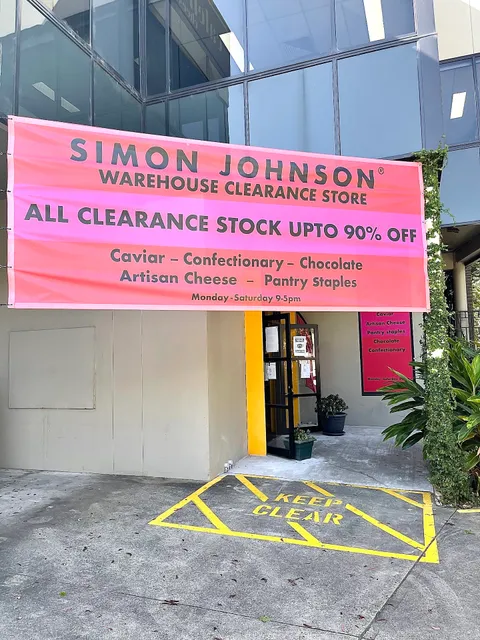 SIMON JOHNSON®
WAREHOUSE CLEARANCE STORE
ALL CLEARANCE STOCK UPTO 90% OFF
Caviar – Confectionary – Chocolate
Artisan Cheese – Pantry Staples
Monday - Saturday 9-5pm
Caviar
Artisan Cheese
Pantry staples
Chocolate
Confectionary
KEEP
CLEAR